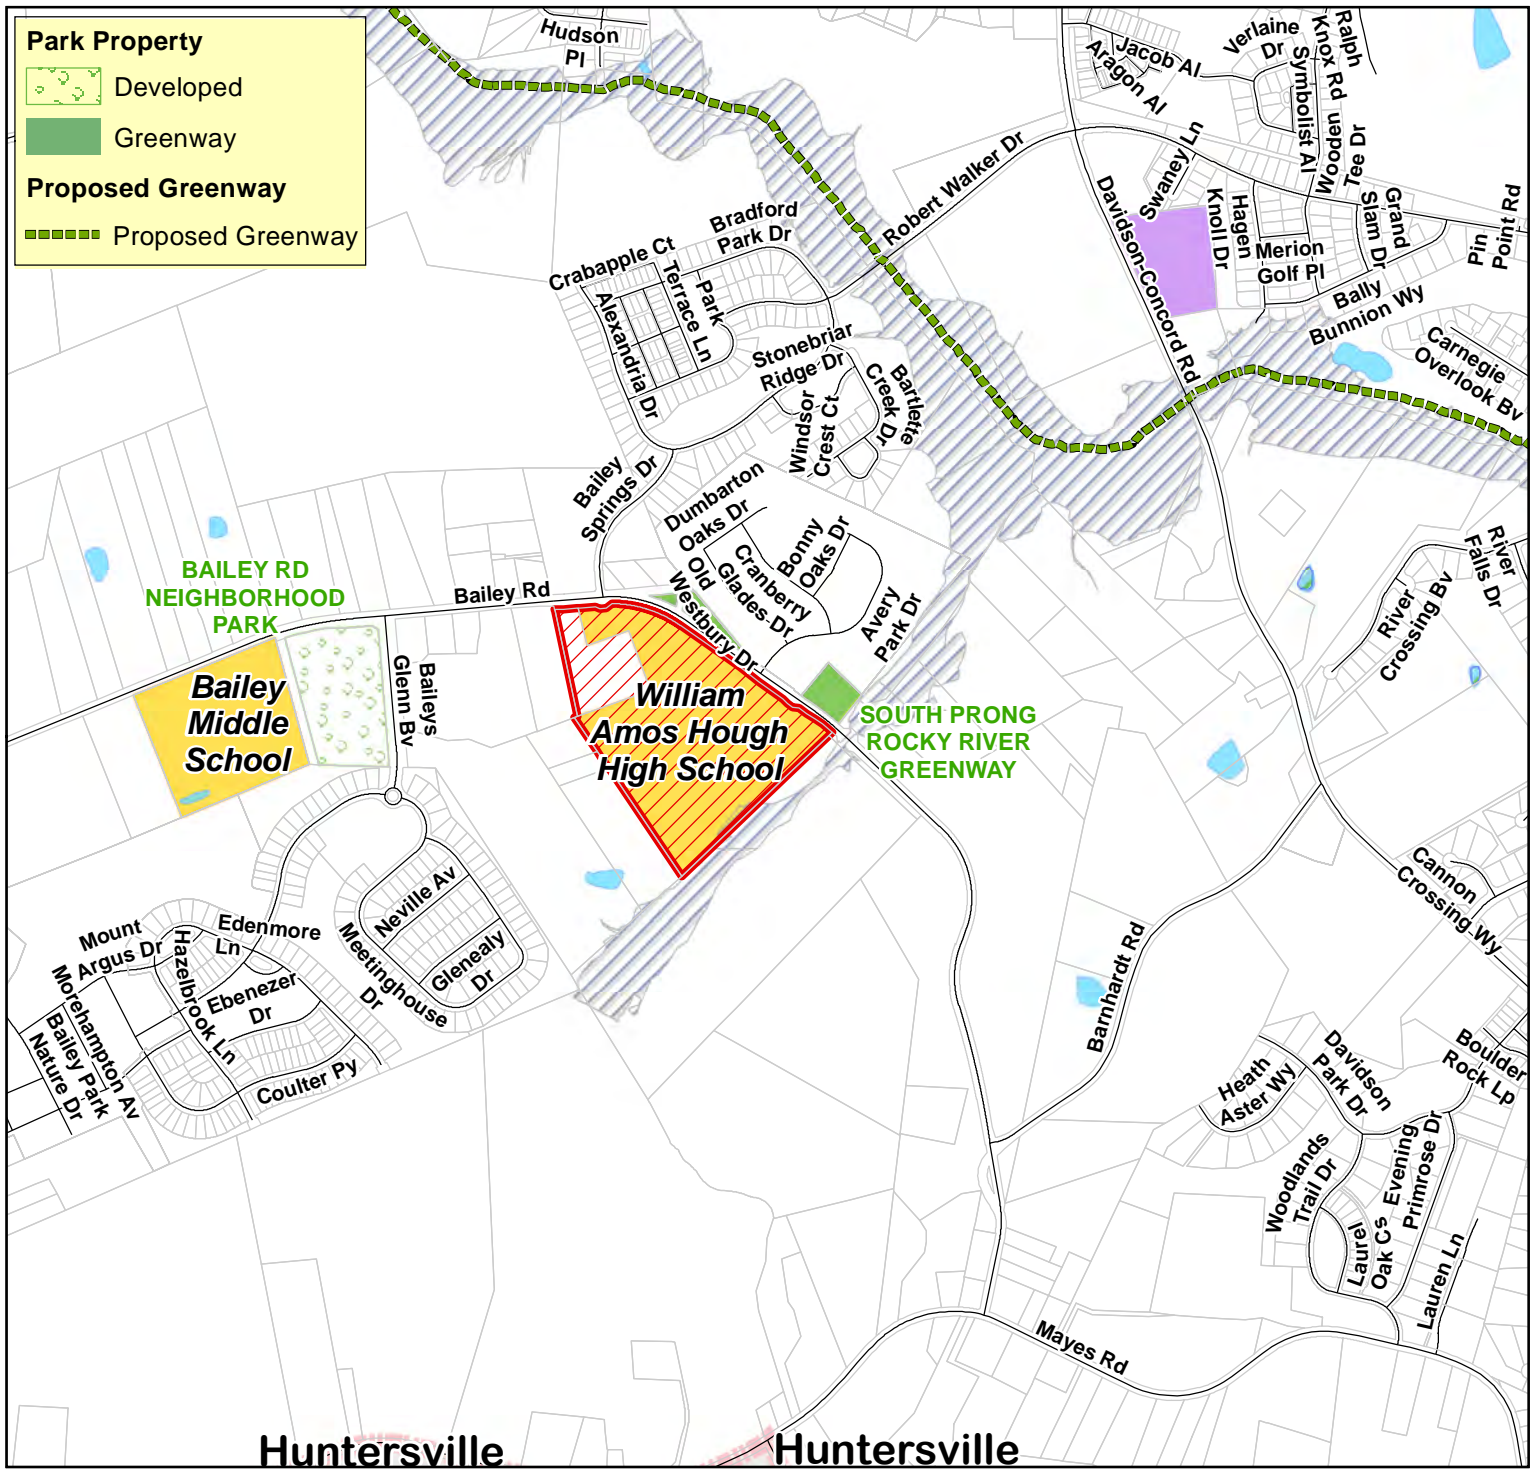 Park Property
Developed
Greenway
Proposed Greenway
Proposed Greenway
Hudson
Pl
Jacob Al
Aragon Al
Verlaine
Dr
Symbolist Al
Knox Rd
Ralph
Wooden
Tee Dr
Swaney Ln
Robert Walker Dr
Davidson-Concord Rd
Knoll Dr
Hagen
Merion
Golf Pl
Grand
Slam Dr
Pin
Point Rd
Bally
Bunnion Wy
Carnegie
Overlook Bv
Bradford
Park Dr
Crabapple Ct
Terrace Ln
Park
Alexandria Dr
Stonebriar
Ridge Dr
Bartlette
Creek Dr
Windsor
Crest Ct
Bailey
Springs Dr
Dumbarton
Oaks Dr
Bonny
Oaks Dr
Cranberry
Glades Dr
Old
Westbury Dr
Avery
Park Dr
River
Falls Dr
River
Crossing Bv
BAILEY RD
NEIGHBORHOOD
PARK
Bailey Rd
Baileys
Glenn Bv
Bailey
Middle
School
William
Amos Hough
High School
SOUTH PRONG
ROCKY RIVER
GREENWAY
Cannon
Crossing Wy
Neville Av
Glenealy
Dr
Meetinghouse
Dr
Edenmore
Ln
Mount
Argus Dr
Hazelbrook Ln
Ebenezer
Dr
Morehampton Av
Bailey Park
Nature Dr
Coulter Py
Barnhardt Rd
Boulder
Rock Lp
Davidson
Park Dr
Heath
Aster Wy
Woodlands
Trail Dr
Evening
Primrose Dr
Laurel
Oak Cs
Lauren Ln
Mayes Rd
Huntersville
Huntersville